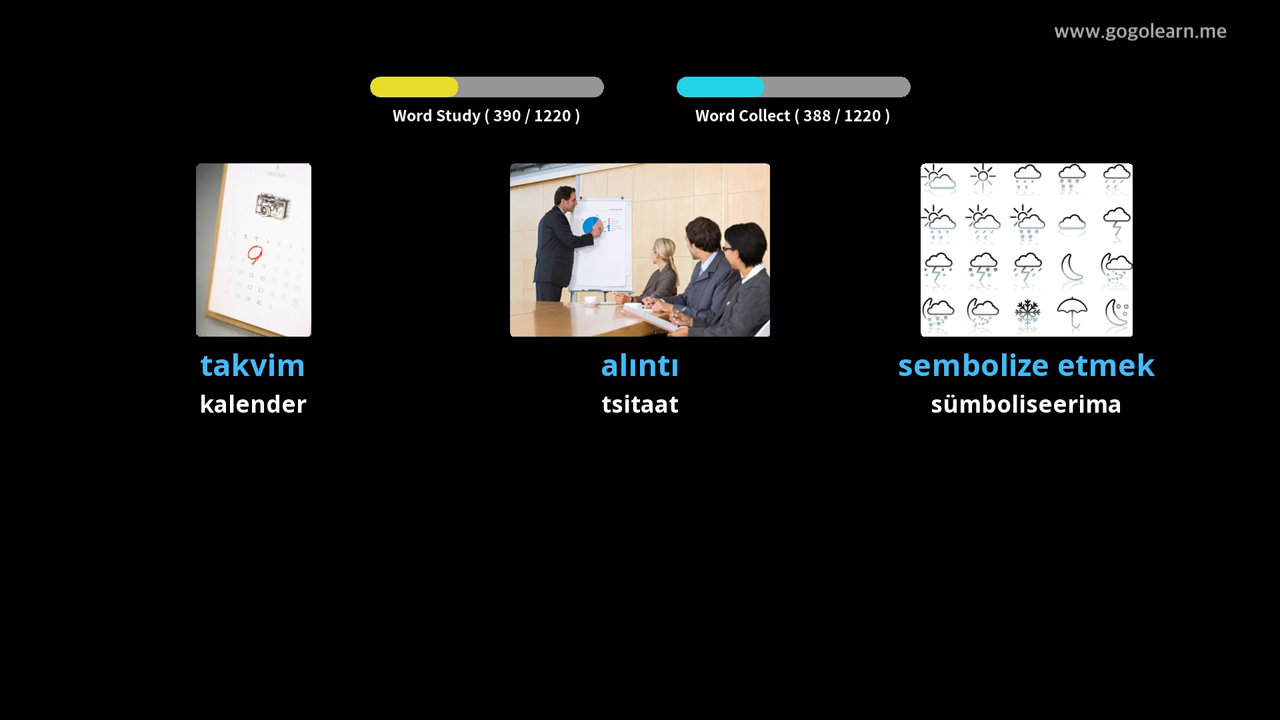 www.gogolearn.me
Word Study ( 390 / 1220 )
Word Collect ( 388 / 1220 )
takvim
kalender
alıntı
tsitaat
sembolize etmek
sümboliseerima